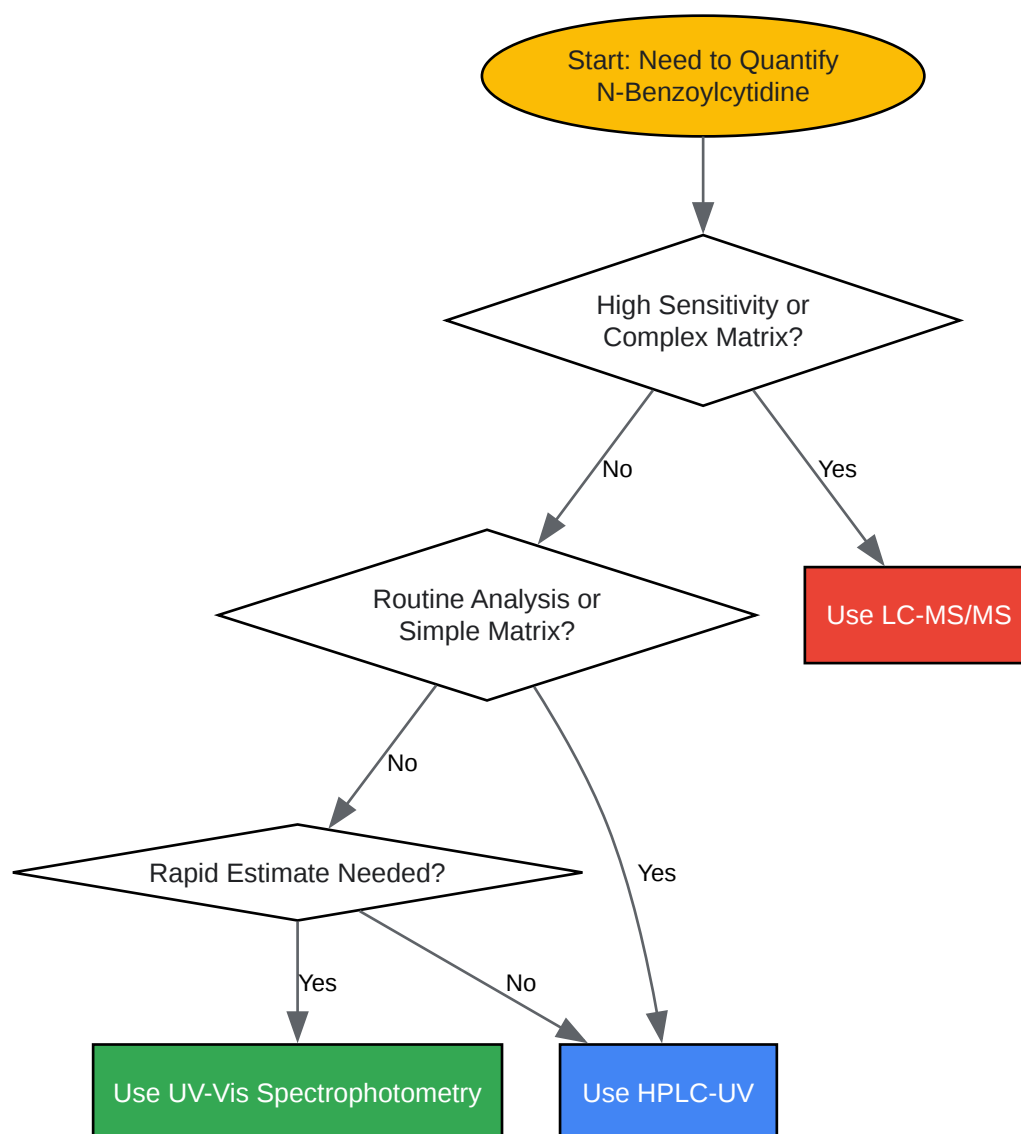 Start: Need to Quantify
N-Benzoylcytidine
High Sensitivity or
Complex Matrix?
No
Yes
Routine Analysis or
Simple Matrix?
Use LC-MS/MS
No
Rapid Estimate Needed?
Yes
Yes
No
Use UV-Vis Spectrophotometry
Use HPLC-UV